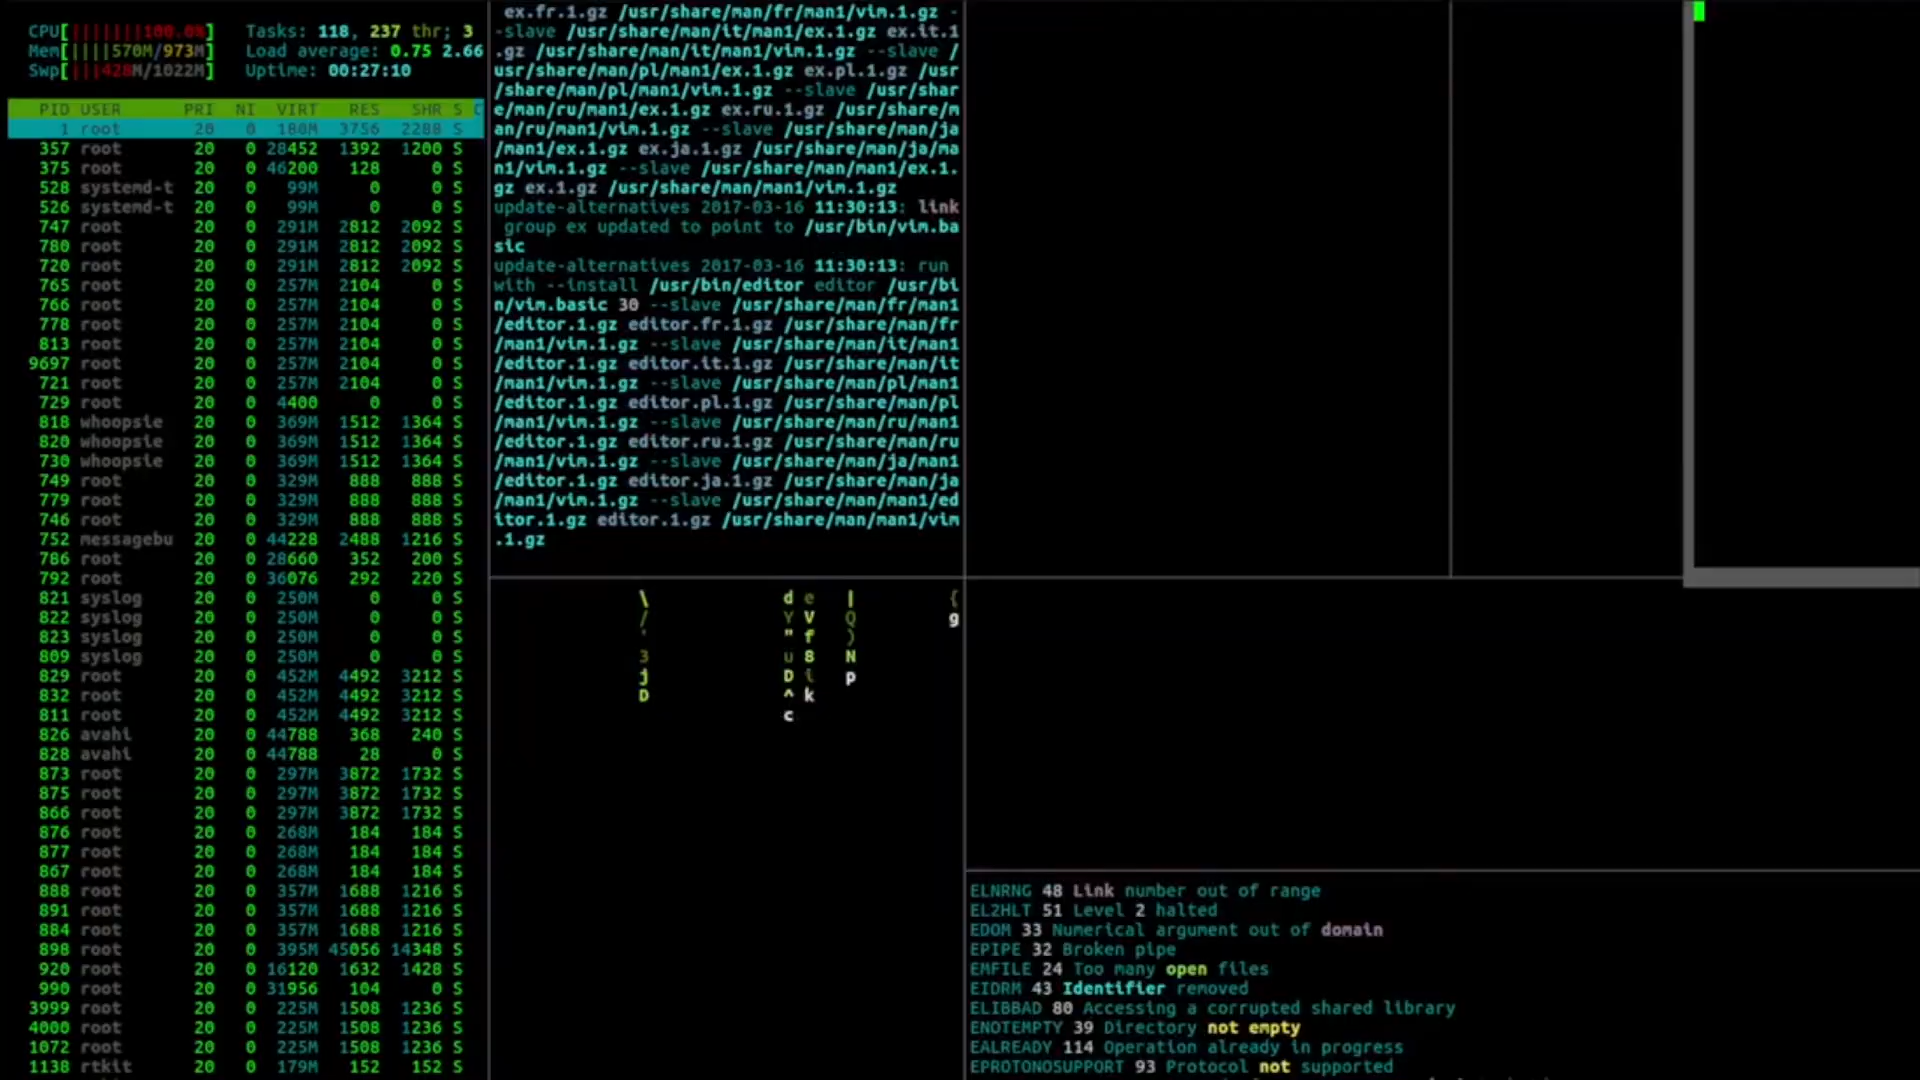 CPU[|||||||100.0%] Tasks: 118, 237 thr; 3
Mem[||||570M/973M] Load average: 0.75 2.66
Swp[|||428M/1022M] Uptime: 00:27:10
PID USER PRI NI VIRT RES SHR S C
1 root 20 0 180M 3756 2288 S
357 root 20 0 28452 1392 1200 S
375 root 20 0 46200 128 0 S
528 systemd-t 20 0 99M 0 0 S
526 systemd-t 20 0 99M 0 0 S
747 root 20 0 291M 2812 2092 S
780 root 20 0 291M 2812 2092 S
720 root 20 0 291M 2812 2092 S
765 root 20 0 257M 2104 0 S
766 root 20 0 257M 2104 0 S
778 root 20 0 257M 2104 0 S
813 root 20 0 257M 2104 0 S
9697 root 20 0 257M 2104 0 S
721 root 20 0 257M 2104 0 S
729 root 20 0 4400 0 0 S
818 whoopsie 20 0 369M 1512 1364 S
820 whoopsie 20 0 369M 1512 1364 S
730 whoopsie 20 0 369M 1512 1364 S
749 root 20 0 329M 888 888 S
779 root 20 0 329M 888 888 S
746 root 20 0 329M 888 888 S
752 messagebu 20 0 44228 2488 1216 S
786 root 20 0 28660 352 200 S
792 root 20 0 36076 292 220 S
821 syslog 20 0 250M 0 0 S
822 syslog 20 0 250M 0 0 S
823 syslog 20 0 250M 0 0 S
809 syslog 20 0 250M 0 0 S
829 root 20 0 452M 4492 3212 S
832 root 20 0 452M 4492 3212 S
811 root 20 0 452M 4492 3212 S
826 avahi 20 0 44788 368 240 S
828 avahi 20 0 44788 28 0 S
873 root 20 0 297M 3872 1732 S
875 root 20 0 297M 3872 1732 S
866 root 20 0 297M 3872 1732 S
876 root 20 0 268M 184 184 S
877 root 20 0 268M 184 184 S
867 root 20 0 268M 184 184 S
888 root 20 0 357M 1688 1216 S
891 root 20 0 357M 1688 1216 S
884 root 20 0 357M 1688 1216 S
898 root 20 0 395M 45056 14348 S
920 root 20 0 16120 1632 1428 S
990 root 20 0 31956 104 0 S
3999 root 20 0 225M 1508 1236 S
4000 root 20 0 225M 1508 1236 S
1072 root 20 0 225M 1508 1236 S
1138 rtkit 20 0 179M 152 152 S
ex.fr.1.gz /usr/share/man/fr/man1/vim.1.gz -
-slave /usr/share/man/it/man1/ex.1.gz ex.it.1
.gz /usr/share/man/it/man1/vim.1.gz --slave /
usr/share/man/pl/man1/ex.1.gz ex.pl.1.gz /usr
/share/man/pl/man1/vim.1.gz --slave /usr/shar
e/man/ru/man1/ex.1.gz ex.ru.1.gz /usr/share/m
an/ru/man1/vim.1.gz --slave /usr/share/man/ja
/man1/ex.1.gz ex.ja.1.gz /usr/share/man/ja/ma
n1/vim.1.gz --slave /usr/share/man/man1/ex.1.
gz ex.1.gz /usr/share/man/man1/vim.1.gz
update-alternatives 2017-03-16 11:30:13: link
group ex updated to point to /usr/bin/vim.ba
sic
update-alternatives 2017-03-16 11:30:13: run
with --install /usr/bin/editor editor /usr/bi
n/vim.basic 30 --slave /usr/share/man/fr/man1
/editor.1.gz editor.fr.1.gz /usr/share/man/fr
/man1/vim.1.gz --slave /usr/share/man/it/man1
/editor.1.gz editor.it.1.gz /usr/share/man/it
/man1/vim.1.gz --slave /usr/share/man/pl/man1
/editor.1.gz editor.pl.1.gz /usr/share/man/pl
/man1/vim.1.gz --slave /usr/share/man/ru/man1
/editor.1.gz editor.ru.1.gz /usr/share/man/ru
/man1/vim.1.gz --slave /usr/share/man/ja/man1
/editor.1.gz editor.ja.1.gz /usr/share/man/ja
/man1/vim.1.gz --slave /usr/share/man/man1/ed
itor.1.gz editor.1.gz /usr/share/man/man1/vim
.1.gz
\ d e | {
/ Y V Q g
' " f )
3 u 8 N
j D i p
D ^ k
c
ELNRNG 48 Link number out of range
EL2HLT 51 Level 2 halted
EDOM 33 Numerical argument out of domain
EPIPE 32 Broken pipe
EMFILE 24 Too many open files
EIDRM 43 Identifier removed
ELIBBAD 80 Accessing a corrupted shared library
ENOTEMPTY 39 Directory not empty
EALREADY 114 Operation already in progress
EPROTONOSUPPORT 93 Protocol not supported